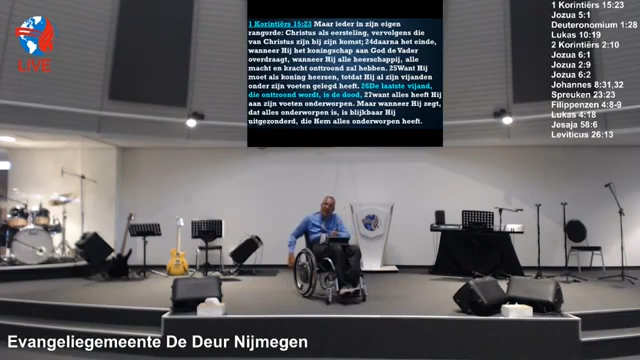 LIVE
1 Korintiërs 15:23 Maar ieder in zijn eigen
rangorde: Christus als eersteling, vervolgens die
van Christus zijn bij zijn komst; 24daarna het einde,
wanneer Hij het koningschap aan God de Vader
overdraagt, wanneer Hij alle heerschappij, alle
macht en kracht onttroond zal hebben. 25Want Hij
moet als koning heersen, totdat Hij al zijn vijanden
onder zijn voeten gelegd heeft. 26De laatste vijand,
die onttroond wordt, is de dood, 27want alles heeft Hij
aan zijn voeten onderworpen. Maar wanneer Hij zegt,
dat alles onderworpen is, is blijkbaar Hij
uitgezonderd, die Hem alles onderworpen heeft.
1 Korintiërs 15:23
Jozua 5:1
Deuteronomium 1:28
Lukas 10:19
2 Korintiërs 2:10
Jozua 6:1
Jozua 2:9
Jozua 6:2
Johannes 8:31,32
Spreuken 23:23
Filippenzen 4:8-9
Lukas 4:18
Jesaja 58:6
Leviticus 26:13
Evangeliegemeente De Deur Nijmegen